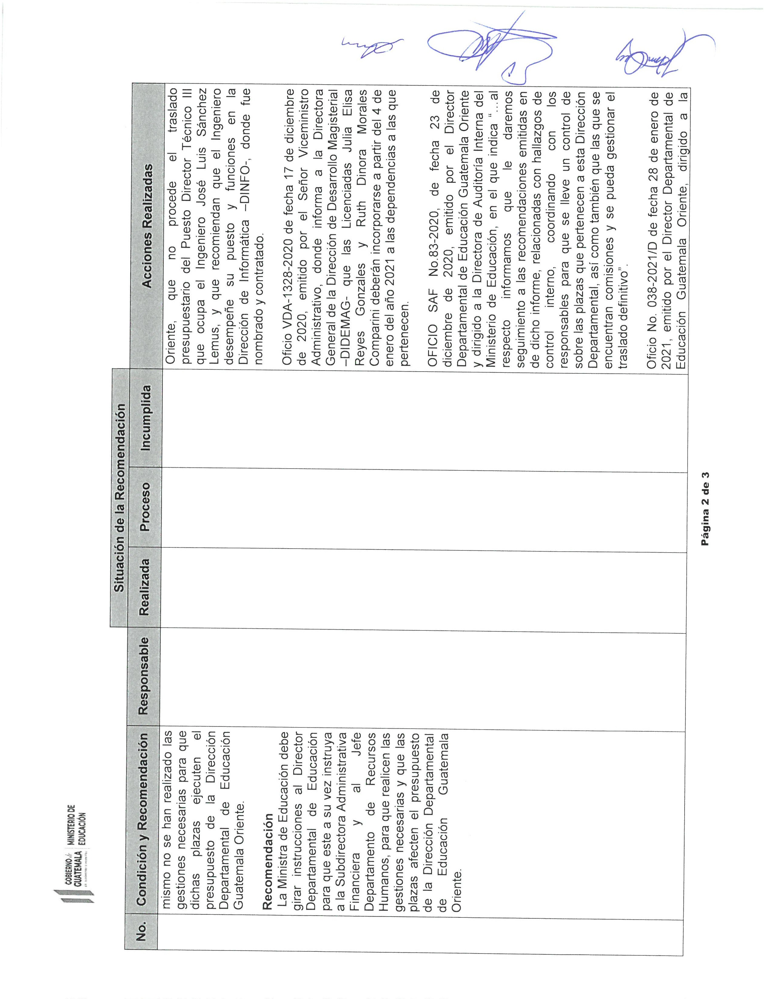 GOBIERNO de
GUATEMALA
MINISTERIO DE
EDUCACIÓN
Situación de la Recomendación
No.
Condición y Recomendación
Responsable
Realizada
Proceso
Incumplida
Acciones Realizadas
mismo no se han realizado las
gestiones necesarias para que
dichas plazas ejecuten el
presupuesto de la Dirección
Departamental de Educación
Guatemala Oriente.
Recomendación
La Ministra de Educación debe
girar instrucciones al Director
Departamental de Educación
para que este a su vez instruya
a la Subdirectora Administrativa
Financiera y al Jefe
Departamento de Recursos
Humanos, para que realicen las
gestiones necesarias y que las
plazas afecten el presupuesto
de la Dirección Departamental
de Educación Guatemala
Oriente.
Oriente, que no procede el traslado
presupuestario del Puesto Director Técnico III
que ocupa el Ingeniero José Luis Sánchez
Lemus, y que recomiendan que el Ingeniero
desempeñe su puesto y funciones en la
Dirección de Informática –DINFO-, donde fue
nombrado y contratado.
Oficio VDA-1328-2020 de fecha 17 de diciembre
de 2020, emitido por el Señor Viceministro
Administrativo, donde informa a la Directora
General de la Dirección de Desarrollo Magisterial
–DIDEMAG- que las Licenciadas Julia Elisa
Reyes Gonzales y Ruth Dinora Morales
Comparini deberán incorporarse a partir del 4 de
enero del año 2021 a las dependencias a las que
pertenecen.
OFICIO SAF No.83-2020, de fecha 23 de
diciembre de 2020, emitido por el Director
Departamental de Educación Guatemala Oriente
y dirigido a la Directora de Auditoría Interna del
Ministerio de Educación, en el que indica “ ...al
respecto informamos que le daremos
seguimiento a las recomendaciones emitidas en
de dicho informe, relacionadas con hallazgos de
control interno, coordinando con los
responsables para que se lleve un control de
sobre las plazas que pertenecen a esta Dirección
Departamental, así como también que las que se
encuentran comisiones y se pueda gestionar el
traslado definitivo”.
Oficio No. 038-2021/D de fecha 28 de enero de
2021, emitido por el Director Departamental de
Educación Guatemala Oriente, dirigido a la
Página 2 de 3